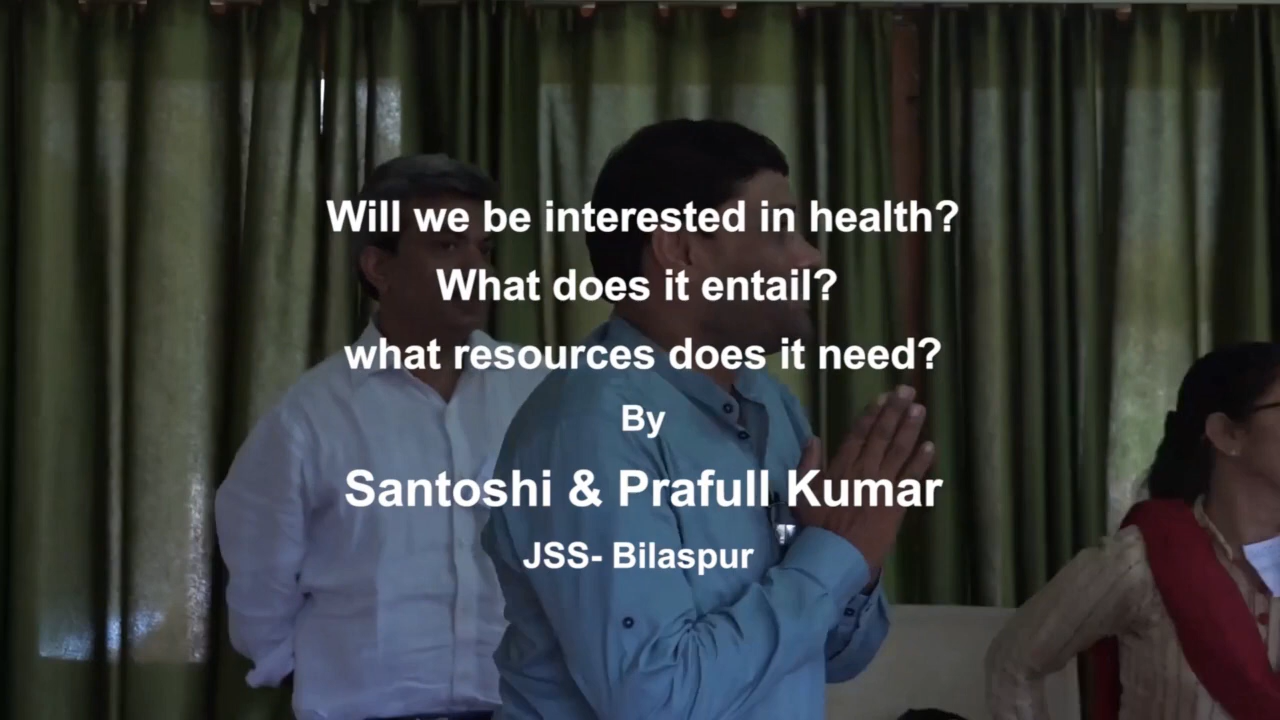 Will we be interested in health?
What does it entail?
what resources does it need?
By
Santoshi & Prafull Kumar
JSS- Bilaspur